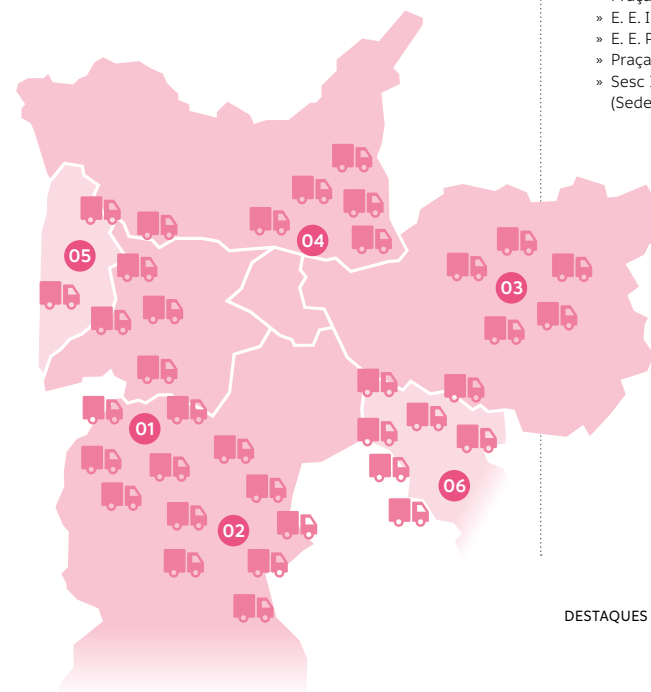 » E. E. I
» E. E. P
» Praça
» Sesc
(Sede
04
05
03
01
06
02
DESTAQUES